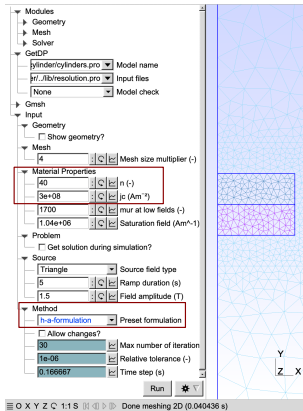 Modules
Geometry
Mesh
Solver
GetDP
ylinder/cylinders.pro Model name
er/../lib/resolution.pro Input files
None Model check
Gmsh
Input
Geometry
Show geometry?
Mesh
4 Mesh size multiplier (-)
Material Properties
40 n (-)
3e+08 jc (Am⁻²)
1700 mur at low fields (-)
1.04e+06 Saturation field (Am^-1)
Problem
Get solution during simulation?
Source
Triangle Source field type
5 Ramp duration (s)
1.5 Field amplitude (T)
Method
h-a-formulation Preset formulation
Allow changes?
30 Max number of iteration
1e-06 Relative tolerance (-)
0.166667 Time step (s)
Run
Y
Z X
O X Y Z 1:1 S Done meshing 2D (0.040436 s)